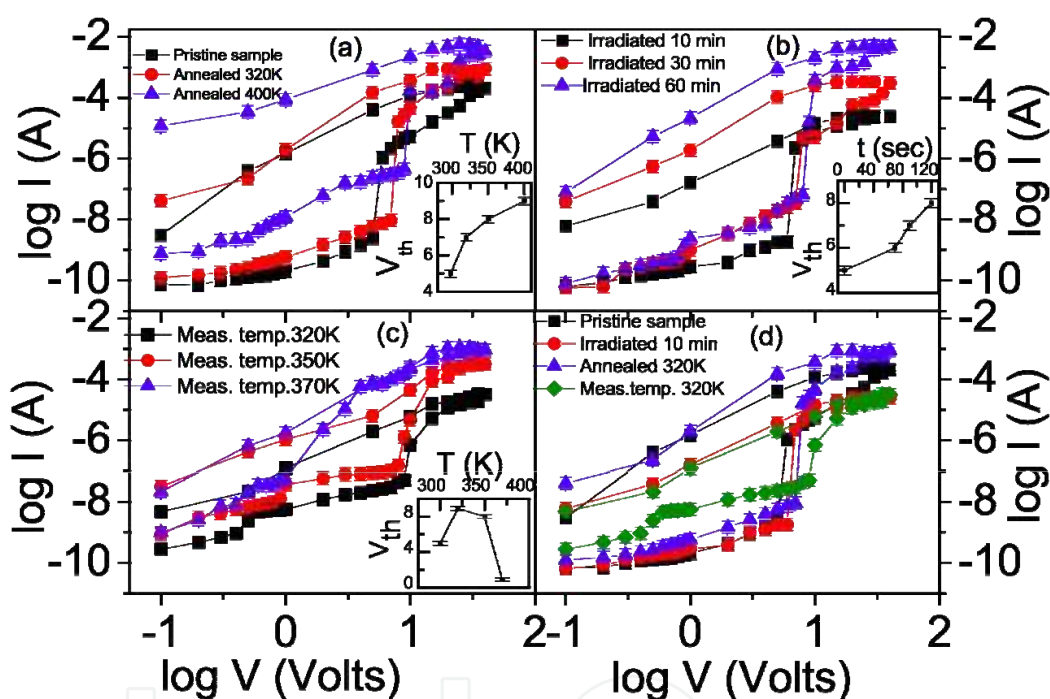 (a)
Pristine sample
Annealed 320K
Annealed 400K
log I (A)
-2
-4
-6
-8
-10
T (K)
300 350 400
V_th
10
8
6
4
(b)
Irradiated 10 min
Irradiated 30 min
Irradiated 60 min
log I (A)
-2
-4
-6
-8
-10
t (sec)
0 40 80 120
V_th
8
6
4
(c)
Meas. temp.320K
Meas. temp.350K
Meas. temp.370K
log I (A)
-2
-4
-6
-8
-10
T (K)
300 400
V_th
8
4
0
-1 0 1 2
log V (Volts)
(d)
Pristine sample
Irradiated 10 min
Annealed 320K
Meas.temp. 320K
log I (A)
-2
-4
-6
-8
-10
-1 0 1 2
log V (Volts)